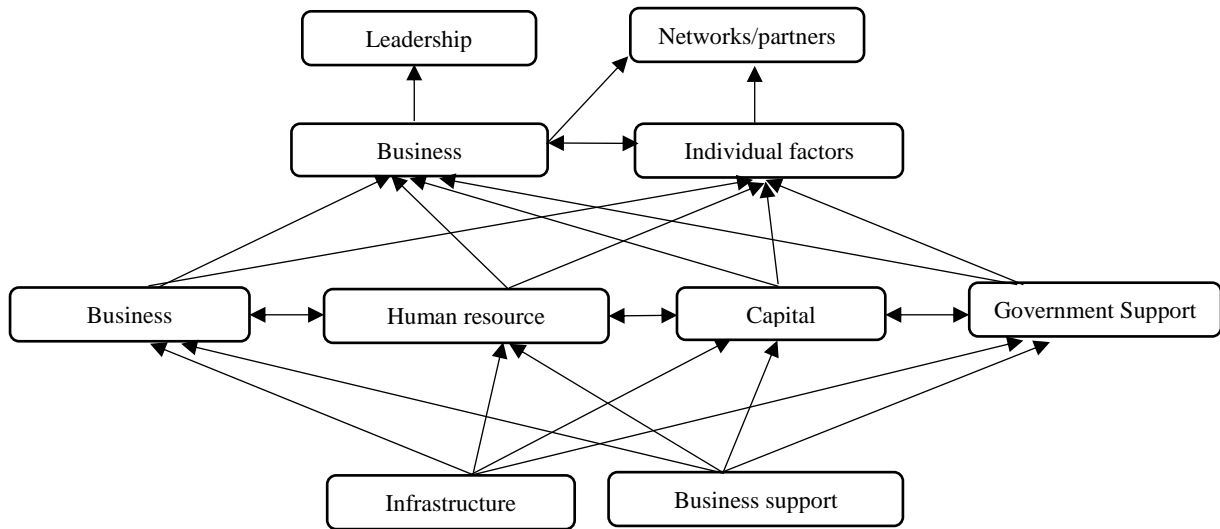 Leadership
Networks/partners
Business
Individual factors
Business
Human resource
Capital
Government Support
Infrastructure
Business support